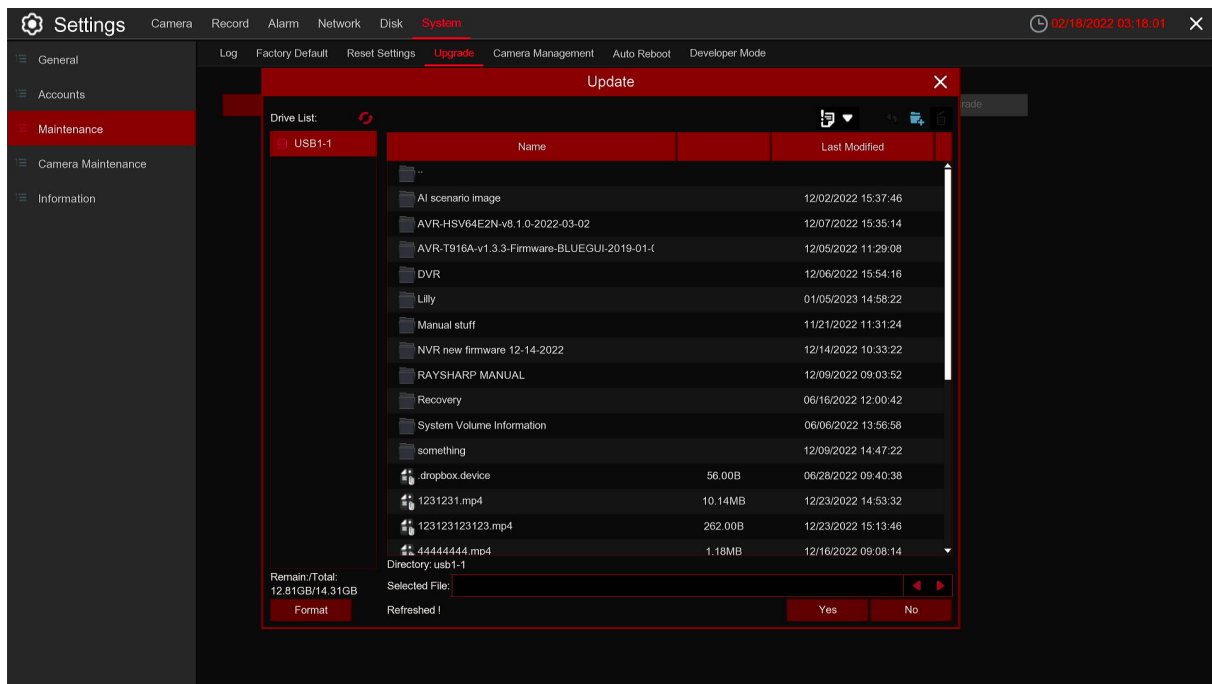 Settings Camera Record Alarm Network Disk System 02/18/2022 03:18:01
Log Factory Default Reset Settings Upgrade Camera Management Auto Reboot Developer Mode
General
Accounts
Maintenance
Camera Maintenance
Information
Update
rade
Drive List:
USB1-1
Name Last Modified
..
AI scenario image 12/02/2022 15:37:46
AVR-HSV64E2N-v8.1.0-2022-03-02 12/07/2022 15:35:14
AVR-T916A-v1.3.3-Firmware-BLUEGUI-2019-01-( 12/05/2022 11:29:08
DVR 12/06/2022 15:54:16
Lilly 01/05/2023 14:58:22
Manual stuff 11/21/2022 11:31:24
NVR new firmware 12-14-2022 12/14/2022 10:33:22
RAYSHARP MANUAL 12/09/2022 09:03:52
Recovery 06/16/2022 12:00:42
System Volume Information 06/06/2022 13:56:58
something 12/09/2022 14:47:22
.dropbox.device 56.00B 06/28/2022 09:40:38
1231231.mp4 10.14MB 12/23/2022 14:53:32
123123123123.mp4 262.00B 12/23/2022 15:13:46
44444444.mp4 1.18MB 12/16/2022 09:08:14
Directory: usb1-1
Remain:/Total:
12.81GB/14.31GB
Selected File:
Format Refreshed ! Yes No